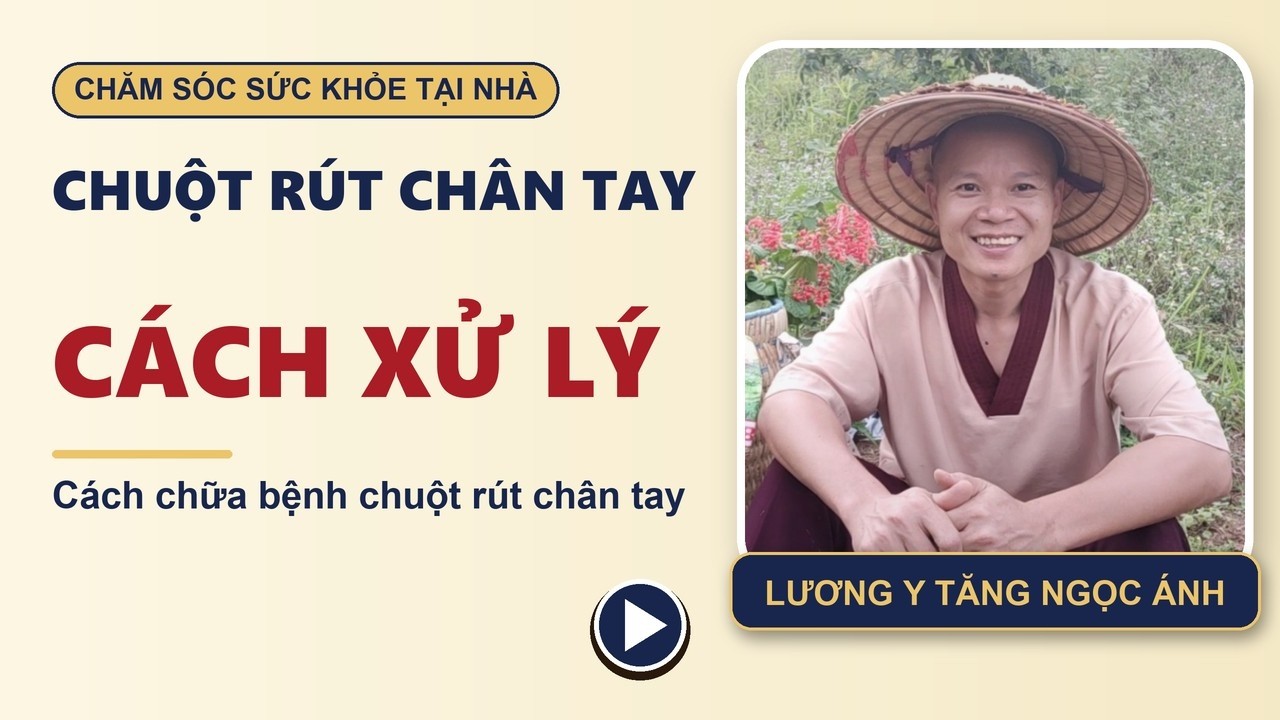 CHĂM SÓC SỨC KHỎE TẠI NHÀ
CHUỘT RÚT CHÂN TAY
CÁCH XỬ LÝ
Cách chữa bệnh chuột rút chân tay
LƯƠNG Y TĂNG NGỌC ÁNH